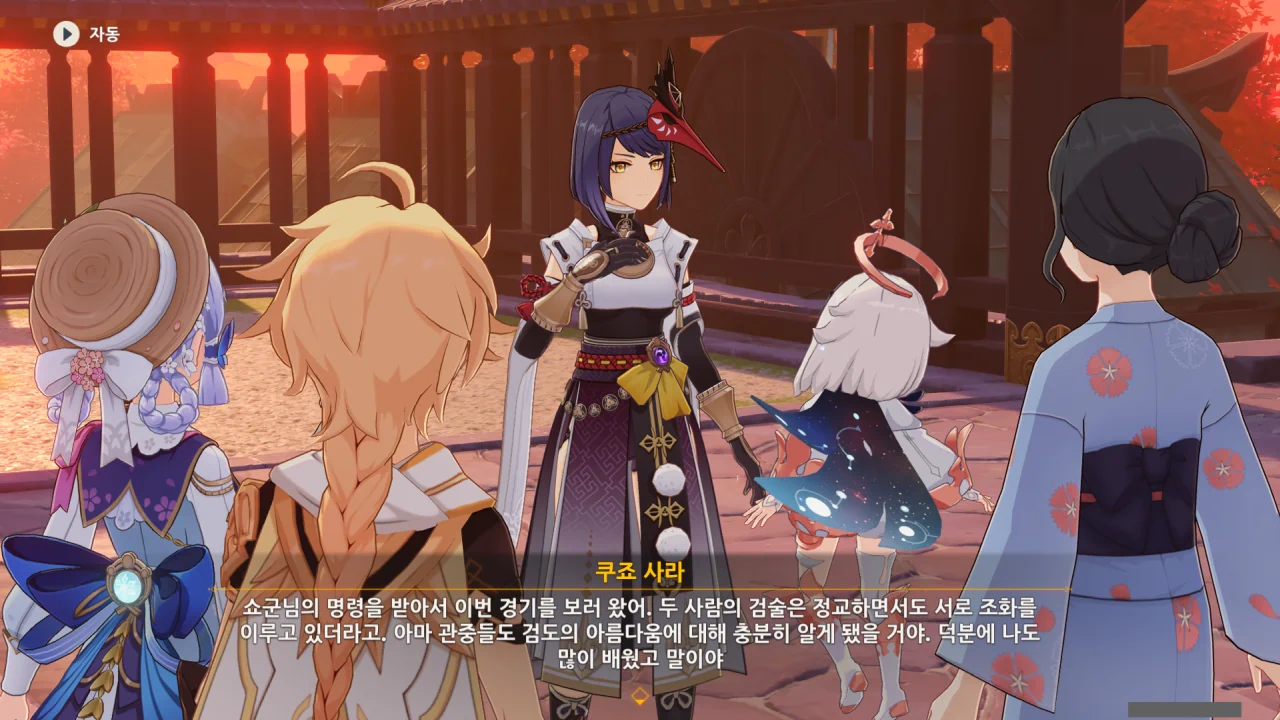 자동
쿠죠 사라
쇼군님의 명령을 받아서 이번 경기를 보러 왔어. 두 사람의 검술은 정교하면서도 서로 조화를
이루고 있더라고. 아마 관중들도 검도의 아름다움에 대해 충분히 알게 됐을 거야. 덕분에 나도
많이 배웠고 말이야